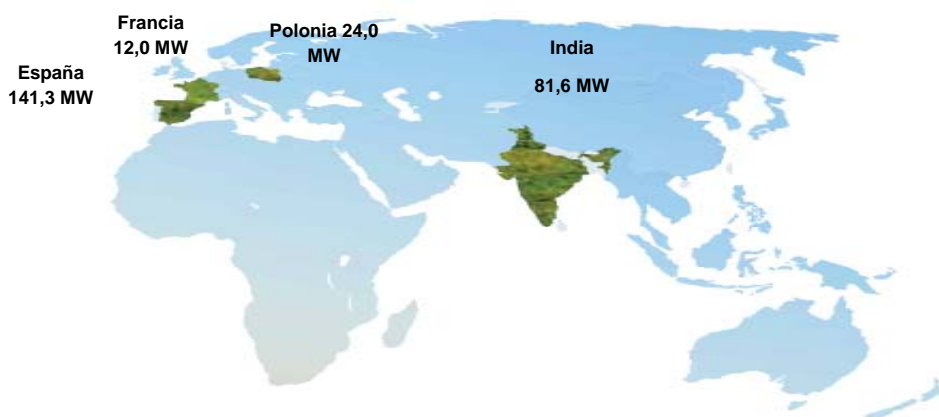 Francia
12,0 MW
Polonia 24,0
MW
India
81,6 MW
España
141,3 MW